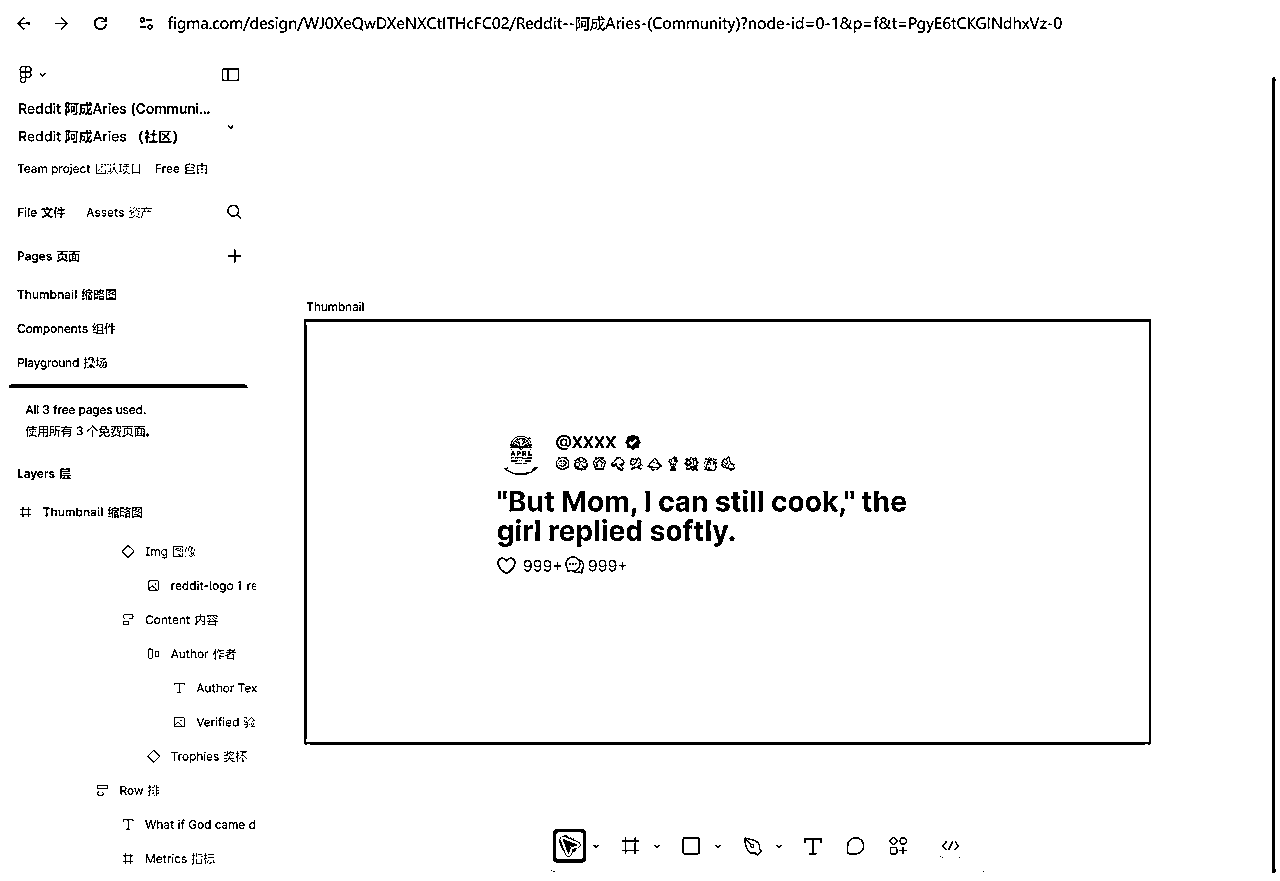 figma.com/design/WJ0XeQwDXeNXCtlTHcFC02/Reddit--阿成Aries-(Community)?node-id=0-1&p=f&t=PgyE6tCKGlNdhxVz-0
Reddit 阿成Aries (Communi...
Reddit 阿成Aries （社区）
Team project 团队项目 Free 自由
File 文件 Assets 资产
Pages 页面
Thumbnail 缩略图
Components 组件
Playground 操场
All 3 free pages used.
使用所有 3 个免费页面。
Layers 层
Thumbnail 缩略图
Img 图像
reddit-logo 1 re
Content 内容
Author 作者
Author Tex
Verified 验
Trophies 奖杯
Row 排
What if God came d
Metrics 指标
Thumbnail
APRL
@XXXX
"But Mom, I can still cook," the
girl replied softly.
999+ 999+